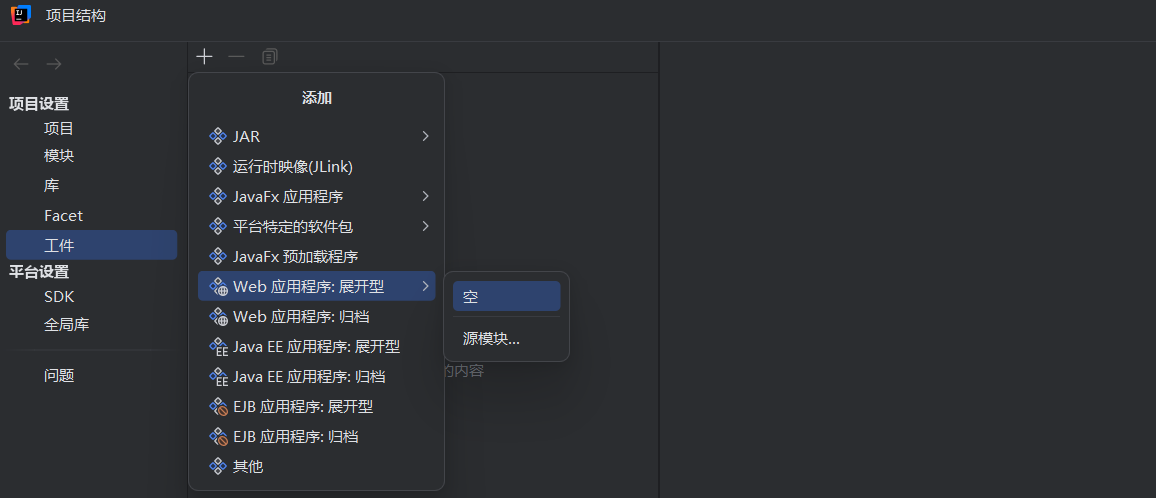 项目结构
项目设置
项目
模块
库
Facet
工件
平台设置
SDK
全局库
问题
添加
JAR
运行时映像(JLink)
JavaFx 应用程序
平台特定的软件包
JavaFx 预加载程序
Web 应用程序: 展开型
Web 应用程序: 归档
Java EE 应用程序: 展开型
Java EE 应用程序: 归档
EJB 应用程序: 展开型
EJB 应用程序: 归档
其他
空
源模块...
的内容